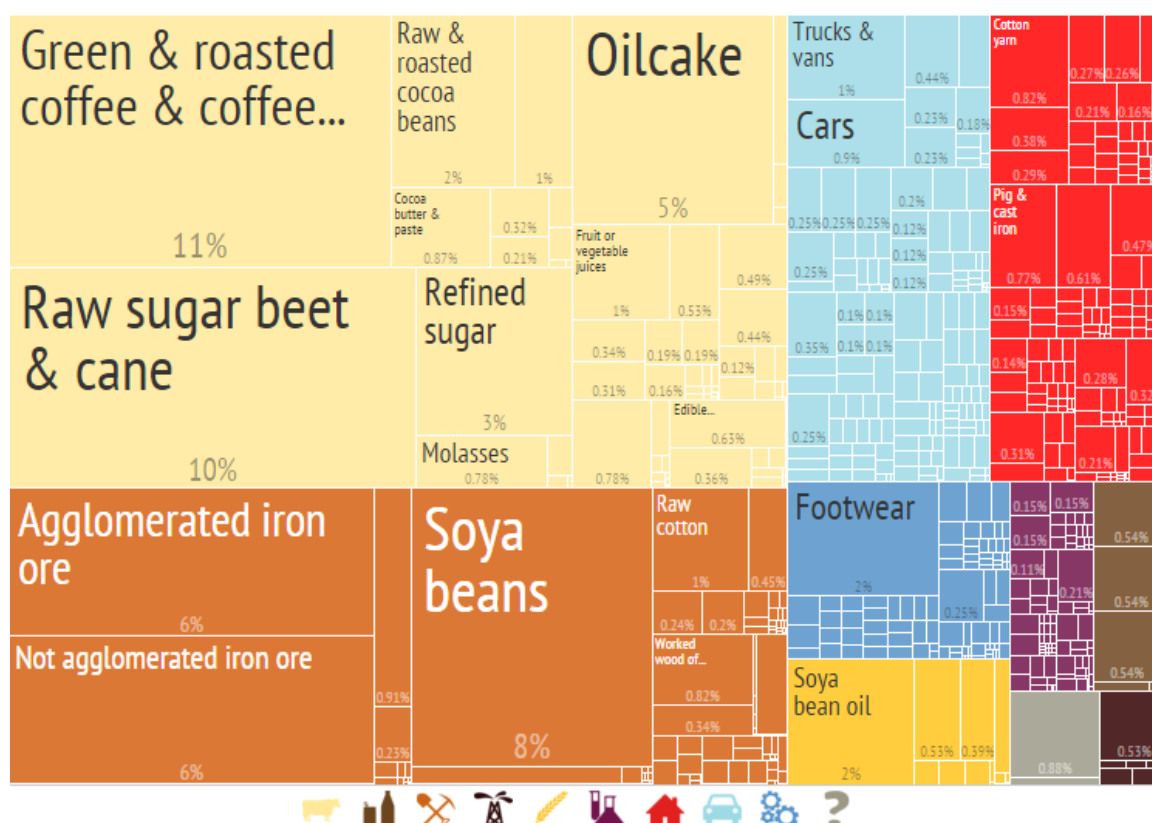 Green & roasted
coffee & coffee...
11%
Raw &
roasted
cocoa
beans
2%
1%
Cocoa
butter &
paste
0.87%
0.32%
0.21%
Oilcake
5%
Raw sugar beet
& cane
10%
Refined
sugar
3%
Molasses
0.78%
Fruit or
vegetable
juices
1%
0.53%
0.49%
0.44%
0.34%
0.19%
0.19%
0.12%
0.31%
0.16%
0.78%
Edible...
0.63%
0.36%
Trucks &
vans
1%
0.44%
Cars
0.9%
0.23%
0.18%
0.23%
0.25%
0.25%
0.25%
0.2%
0.12%
0.25%
0.12%
0.12%
0.35%
0.1%
0.1%
0.1%
0.1%
0.25%
Cotton
yarn
0.82%
0.27%
0.26%
0.21%
0.16%
0.38%
0.29%
Pig &
cast
iron
0.77%
0.61%
0.47%
0.15%
0.14%
0.28%
0.32
0.31%
0.21%
Agglomerated iron
ore
6%
Not agglomerated iron ore
6%
0.91%
0.23%
Soya
beans
8%
Raw
cotton
1%
0.45%
0.24%
0.2%
Worked
wood of...
0.82%
0.34%
Footwear
2%
0.25%
Soya
bean oil
2%
0.53%
0.39%
0.15%
0.15%
0.15%
0.11%
0.21%
0.54%
0.54%
0.54%
0.88%
0.53%
?